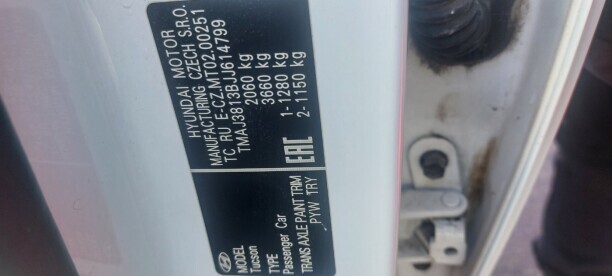 HYUNDAI MOTOR
MANUFACTURING CZECH S.R.O.
TC RU E-CZ.MT02.00251
TMAJ3813BJJ614799
2060 kg
3660 kg
1-1280 kg
2-1150 kg
EAC
MODEL
Tucson
TYPE
Passenger Car
TRANS AXLE PAINT TRIM
PYW TRY